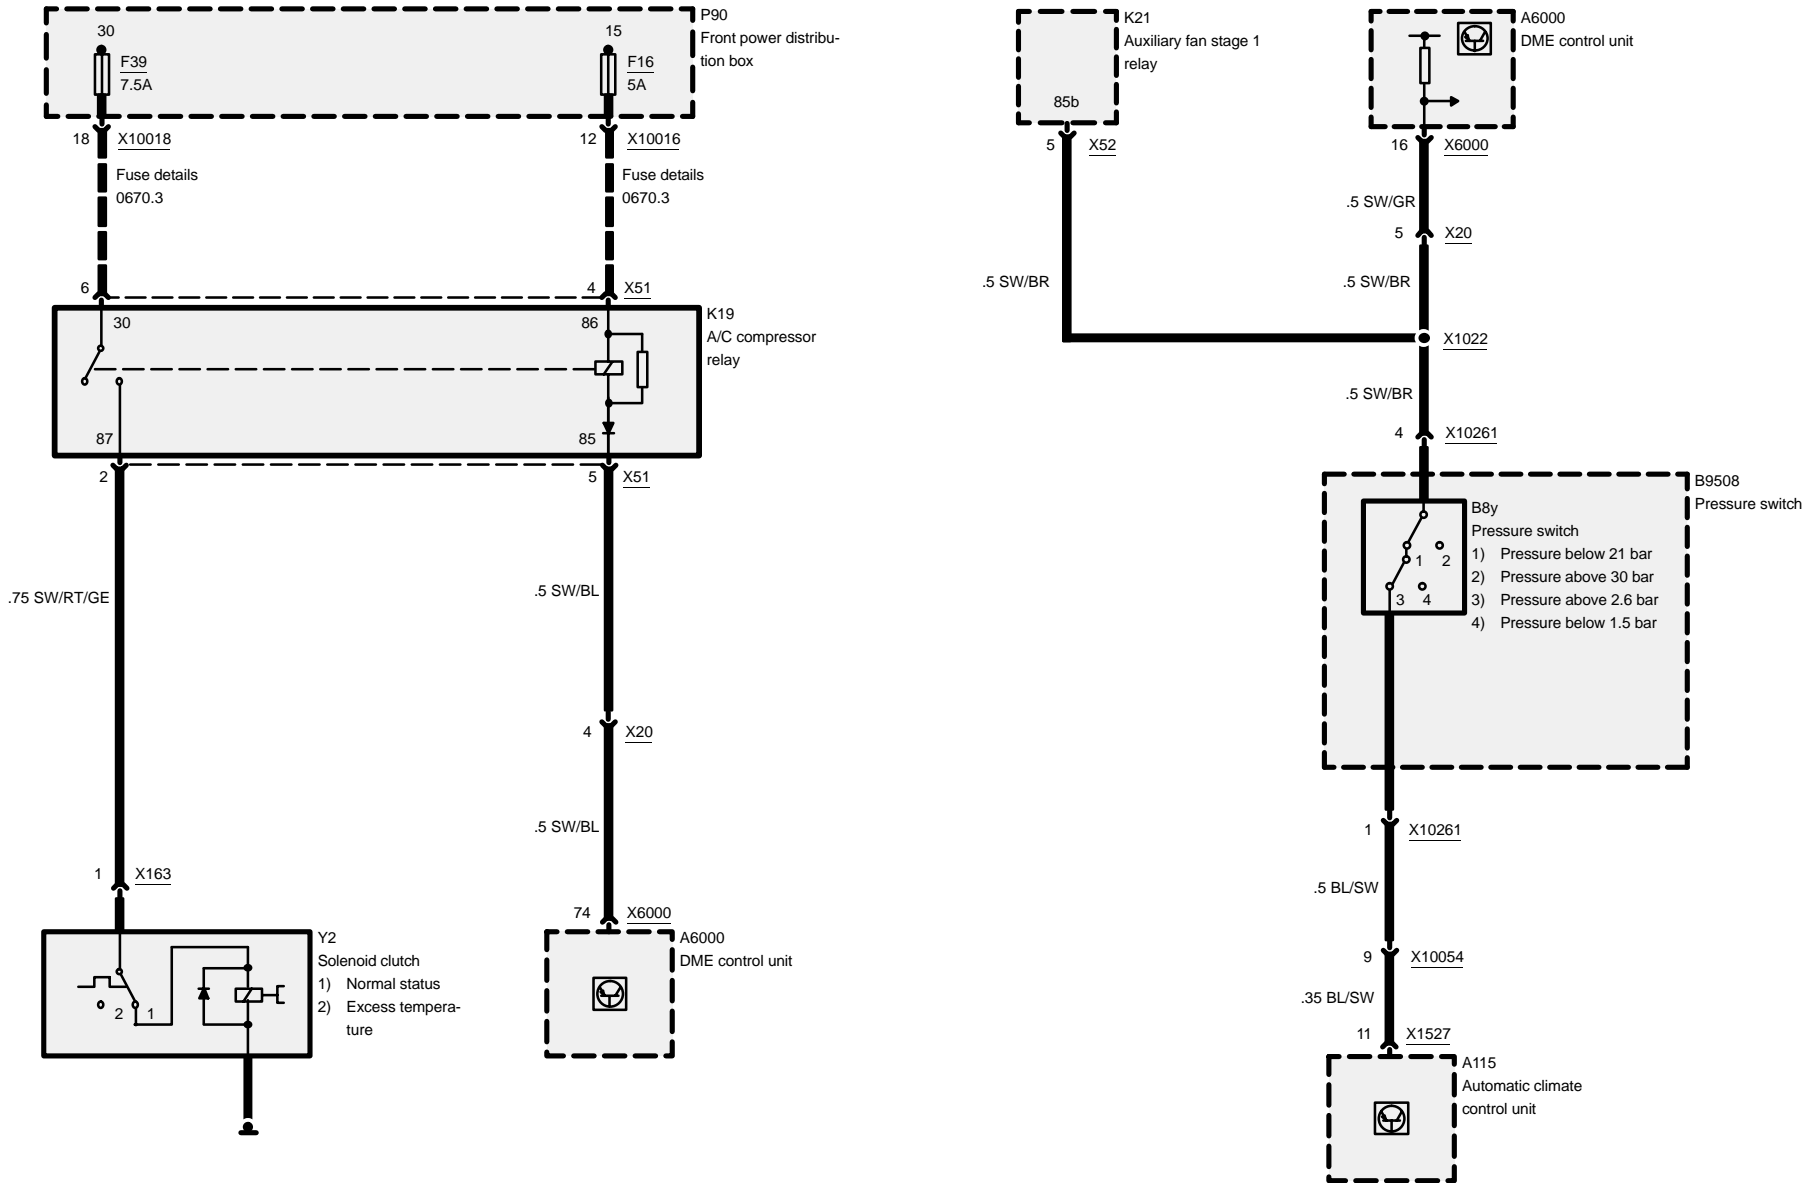 P90
Front power distribu-
tion box
30
F39
7.5A
15
F16
5A
18
X10018
12
X10016
Fuse details
0670.3
Fuse details
0670.3
6
4
X51
30
86
K19
A/C compressor
relay
87
85
2
5
X51
.75 SW/RT/GE
.5 SW/BL
4
X20
.5 SW/BL
1
X163
74
X6000
Y2
Solenoid clutch
1) Normal status
2) Excess tempera-
ture
2
1
A6000
DME control unit
K21
Auxiliary fan stage 1
relay
85b
5
X52
A6000
DME control unit
16
X6000
.5 SW/GR
5
X20
.5 SW/BR
.5 SW/BR
X1022
.5 SW/BR
4
X10261
B9508
Pressure switch
B8y
Pressure switch
1) Pressure below 21 bar
2) Pressure above 30 bar
3) Pressure above 2.6 bar
4) Pressure below 1.5 bar
1
2
3
4
1
X10261
.5 BL/SW
9
X10054
.35 BL/SW
11
X1527
A115
Automatic climate
control unit